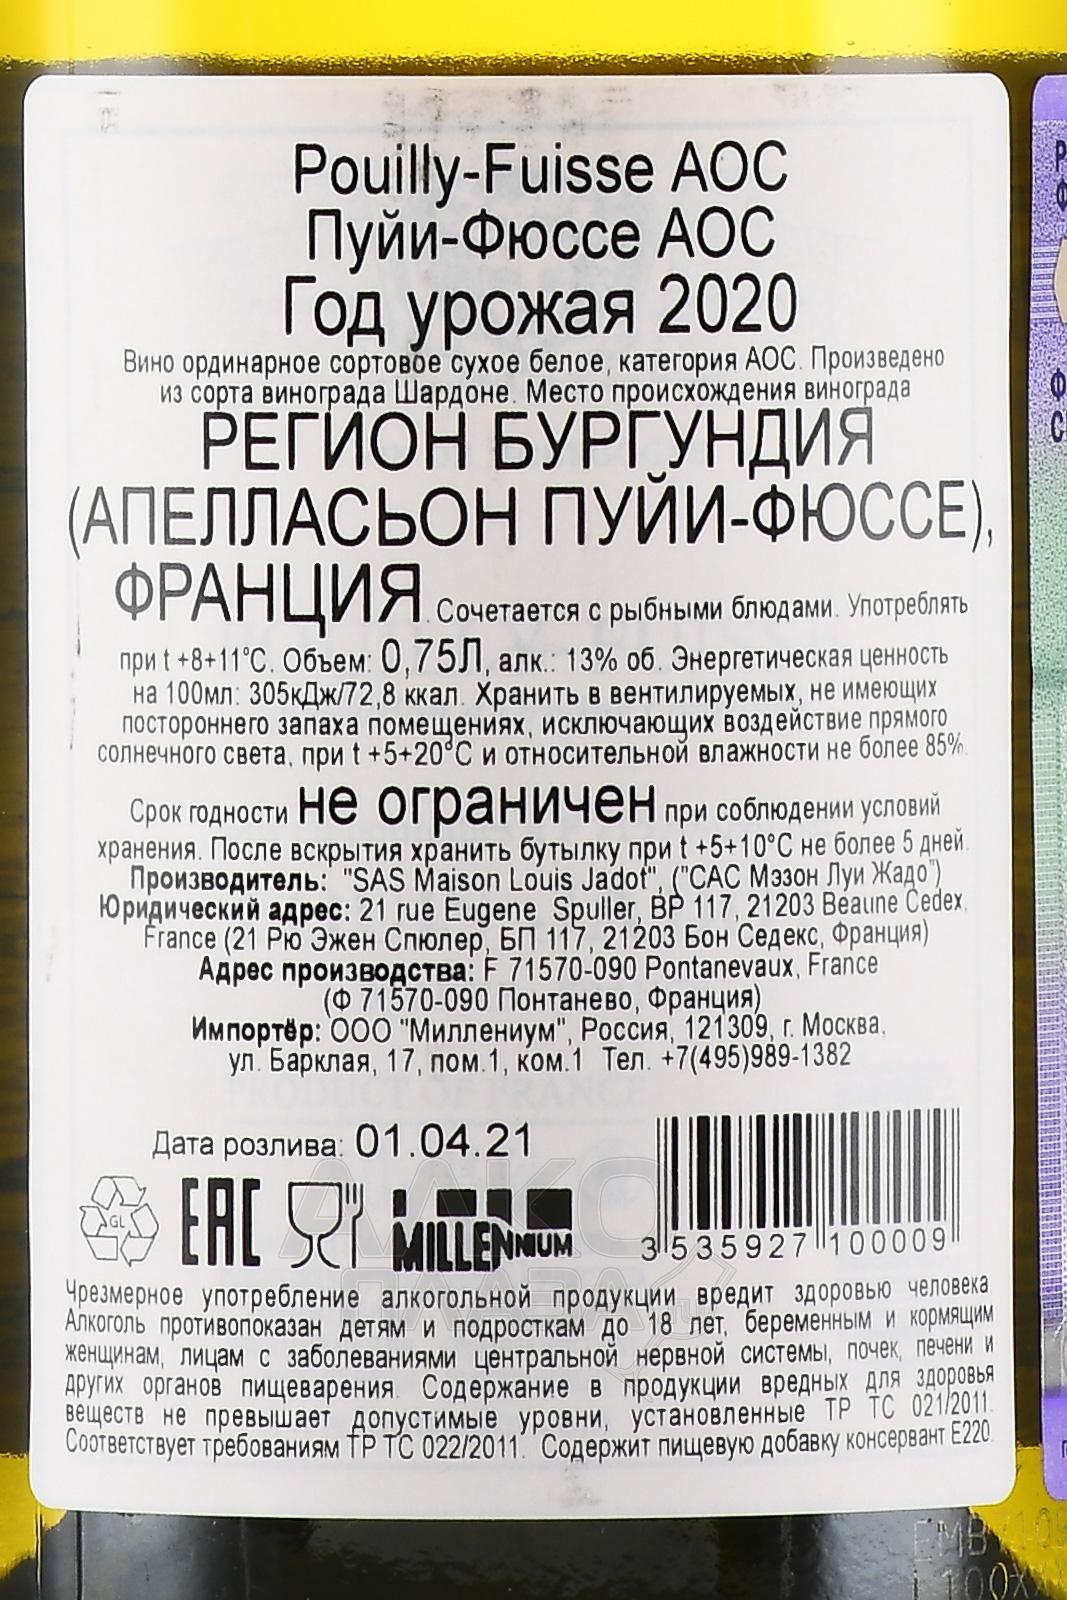 Pouilly-Fuisse AOC
Пуйи-Фюссе АОС
Год урожая 2020
Вино ординарное сортовое сухое белое, категория АОС. Произведено
из сорта винограда Шардоне. Место происхождения винограда
РЕГИОН БУРГУНДИЯ
(АПЕЛЛАСЬОН ПУЙИ-ФЮССЕ),
ФРАНЦИЯ. Сочетается с рыбными блюдами. Употреблять
при t +8+11°С. Объем: 0,75Л, алк.: 13% об. Энергетическая ценность
на 100мл: 305кДж/72,8 ккал. Хранить в вентилируемых, не имеющих
постороннего запаха помещениях, исключающих воздействие прямого
солнечного света, при t +5+20°С и относительной влажности не более 85%.
Срок годности не ограничен при соблюдении условий
хранения. После вскрытия хранить бутылку при t +5+10°С не более 5 дней.
Производитель: "SAS Maison Louis Jadot", ("САС Мэзон Луи Жадо")
Юридический адрес: 21 rue Eugene Spuller, BP 117, 21203 Beaune Cedex,
France (21 Рю Эжен Спюлер, БП 117, 21203 Бон Седекс, Франция)
Адрес производства: F 71570-090 Pontanevaux, France
(Ф 71570-090 Понтанево, Франция)
Импортёр: ООО "Миллениум", Россия, 121309, г. Москва,
ул. Барклая, 17, пом.1, ком.1 Тел. +7(495)989-1382
Дата розлива: 01.04.21
GL EAC MILLENNIUM
3 535927 100009
АЛКО
ПЛАЗА
Чрезмерное употребление алкогольной продукции вредит здоровью человека
Алкоголь противопоказан детям и подросткам до 18 лет, беременным и кормящим
женщинам, лицам с заболеваниями центральной нервной системы, почек, печени и
других органов пищеварения. Содержание в продукции вредных для здоровья
веществ не превышает допустимые уровни, установленные ТР ТС 021/2011.
Соответствует требованиям ТР ТС 022/2011. Содержит пищевую добавку консервант Е220.
EMB